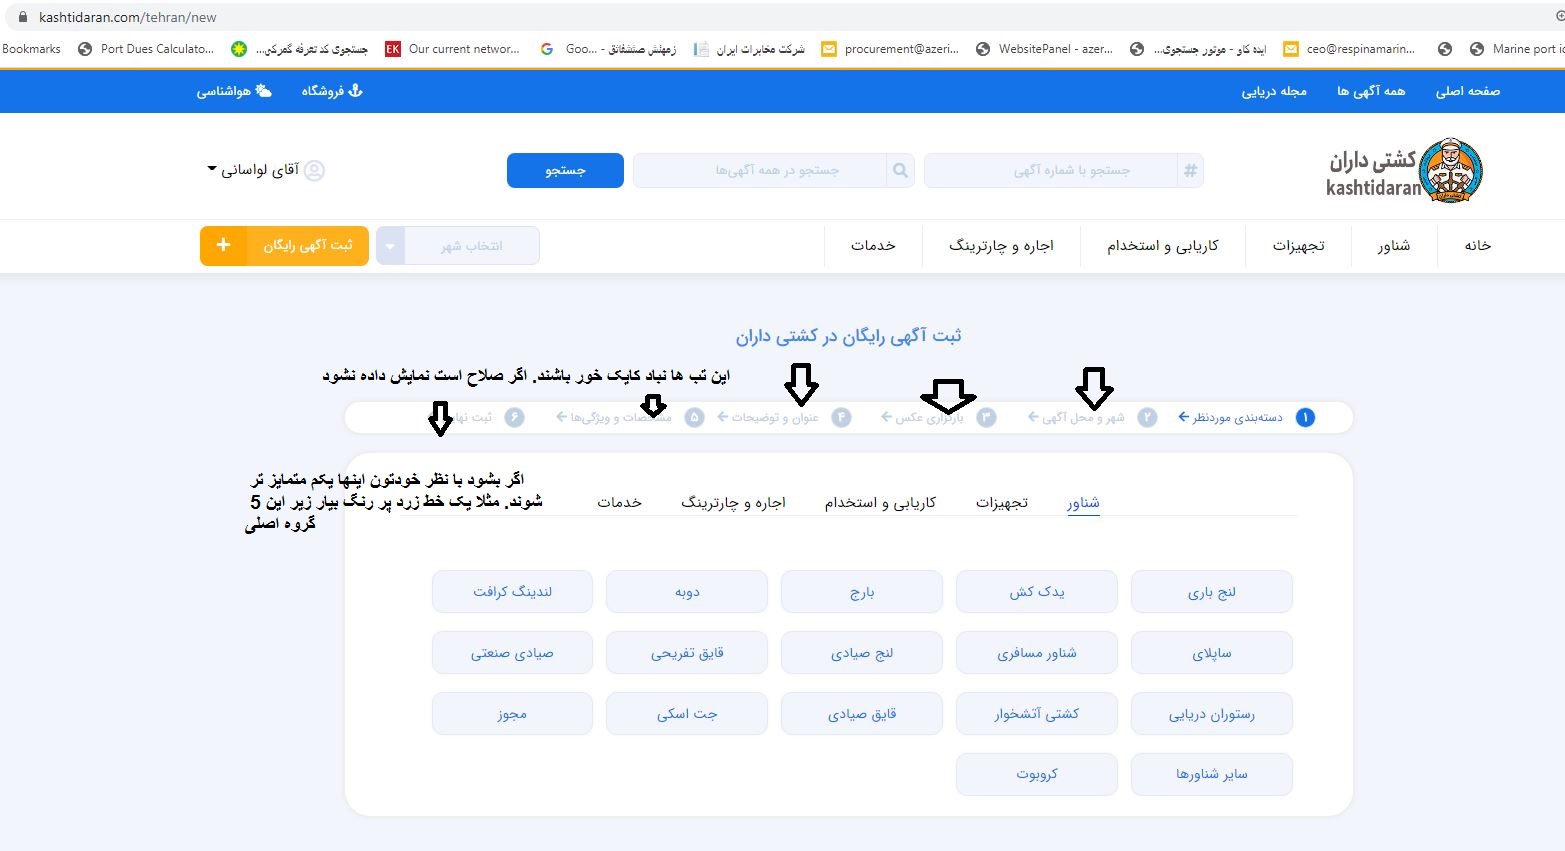 kashtidaran.com/tehran/new
Bookmarks Port Dues Calculato... جستجوی کد تعرفه گمرکی... EK Our current networ... Goo... - زمهنش صنشفاتق شرکت مخابرات ایران procurement@azeri... WebsitePanel - azer... ایده کاو - موتور جستجوی... ceo@respinamarin... Marine port
صفحه اصلی همه آگهی ها مجله دریایی فروشگاه هواشناسی
کشتی داران
kashtidaran
# جستجو با شماره آگهی جستجو در همه آگهی‌ها جستجو آقای لواسانی
خانه شناور تجهیزات کاریابی و استخدام اجاره و چارترینگ خدمات انتخاب شهر ثبت آگهی رایگان +
ثبت آگهی رایگان در کشتی داران
این تب ها نباد کایک خور باشند. اگر صلاح است نمایش داده نشود
۱ دسته‌بندی موردنظر ۲ شهر و محل آگهی ۳ بارگزاری عکس ۴ عنوان و توضیحات ۵ مشخصات و ویژگی‌ها ۶ ثبت
اگر بشود با نظر خودتون اینها یکم متمایز تر
شوند. مثلا یک خط زرد پر رنگ بیار زیر این 5
گروه اصلی
شناور تجهیزات کاریابی و استخدام اجاره و چارترینگ خدمات
لنج باری یدک کش بارج دوبه لندینگ کرافت
ساپلای شناور مسافری لنج صیادی قایق تفریحی صیادی صنعتی
رستوران دریایی کشتی آتشخوار قایق صیادی جت اسکی مجوز
سایر شناورها کروبوت